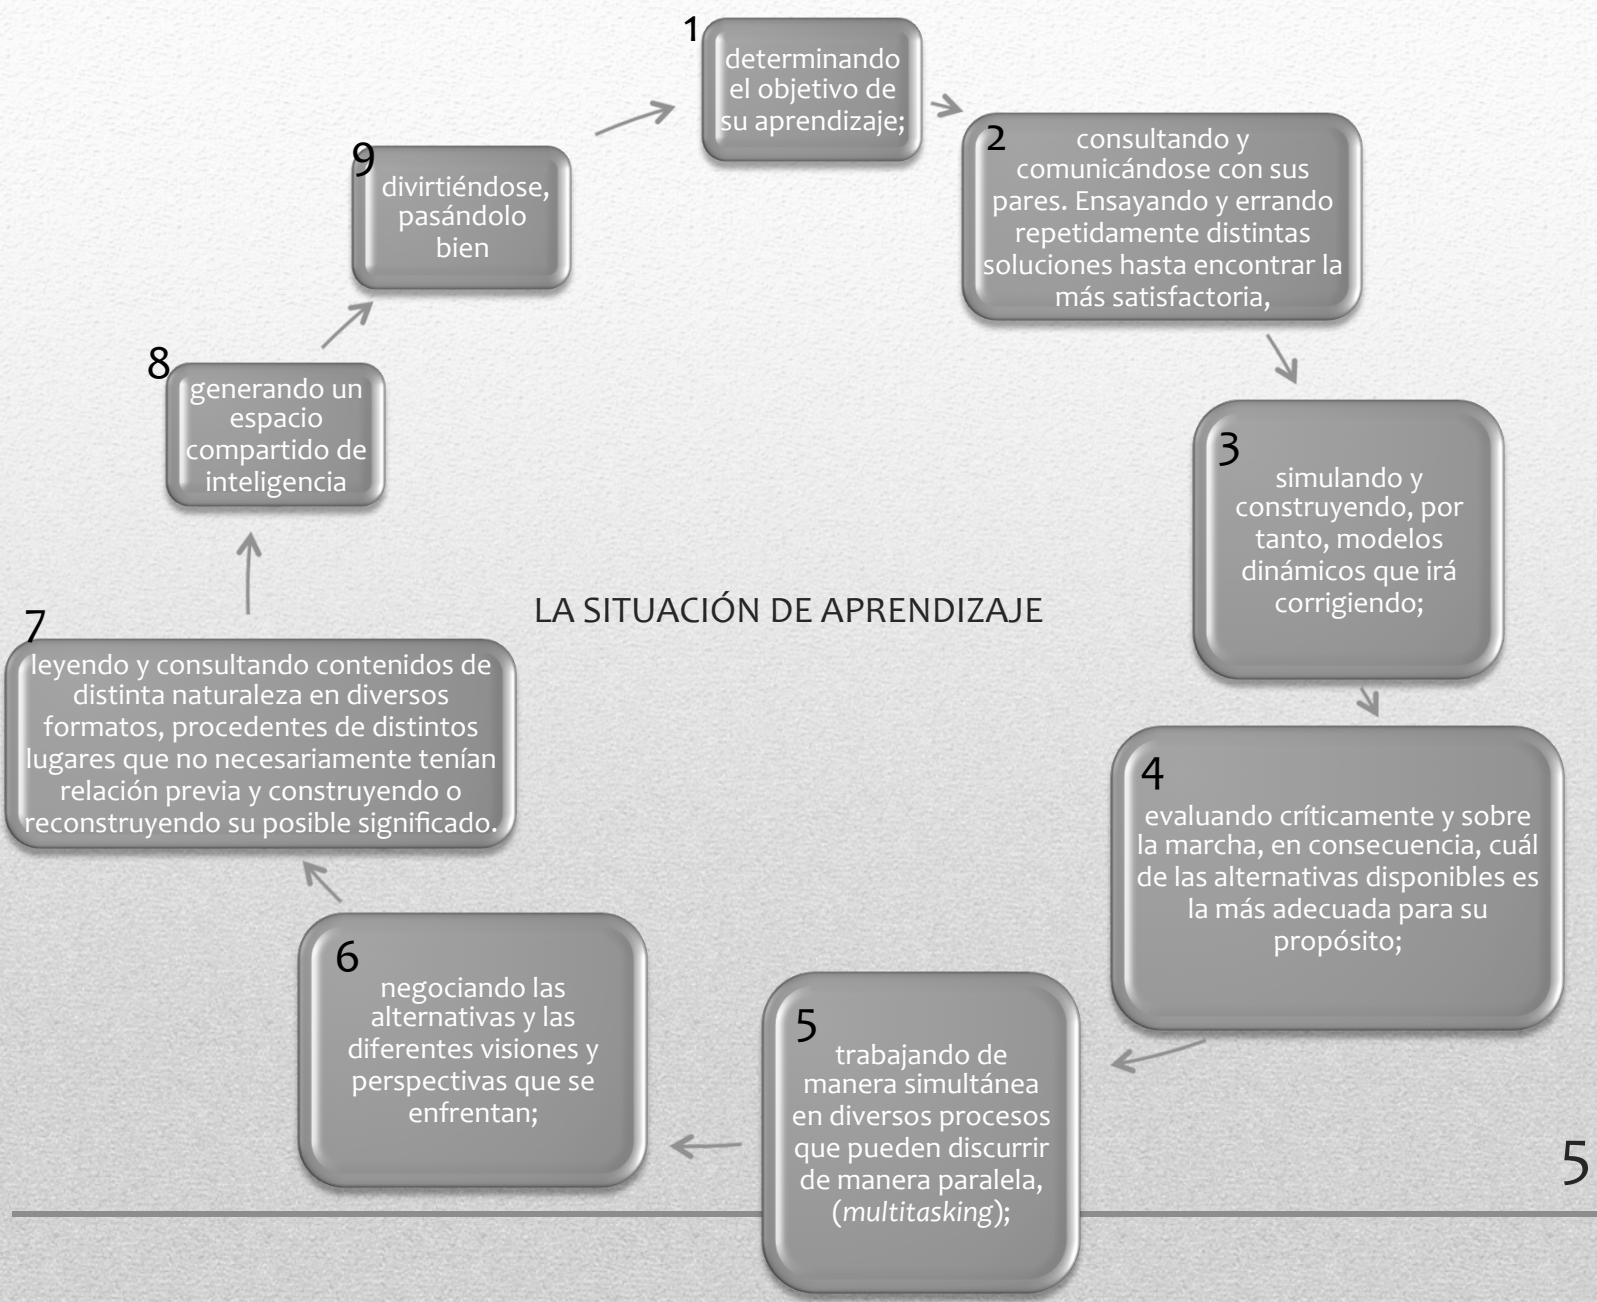 1
determinando
el objetivo de
su aprendizaje;
2
consultando y
comunicándose con sus
pares. Ensayando y errando
repetidamente distintas
soluciones hasta encontrar la
más satisfactoria,
3
simulando y
construyendo, por
tanto, modelos
dinámicos que irá
corrigiendo;
4
evaluando críticamente y sobre
la marcha, en consecuencia, cuál
de las alternativas disponibles es
la más adecuada para su
propósito;
5
trabajando de
manera simultánea
en diversos procesos
que pueden discurrir
de manera paralela,
(multitasking);
6
negociando las
alternativas y las
diferentes visiones y
perspectivas que se
enfrentan;
7
leyendo y consultando contenidos de
distinta naturaleza en diversos
formatos, procedentes de distintos
lugares que no necesariamente tenían
relación previa y construyendo o
reconstruyendo su posible significado.
8
generando un
espacio
compartido de
inteligencia
9
divirtiéndose,
pasándolo
bien
LA SITUACIÓN DE APRENDIZAJE
5